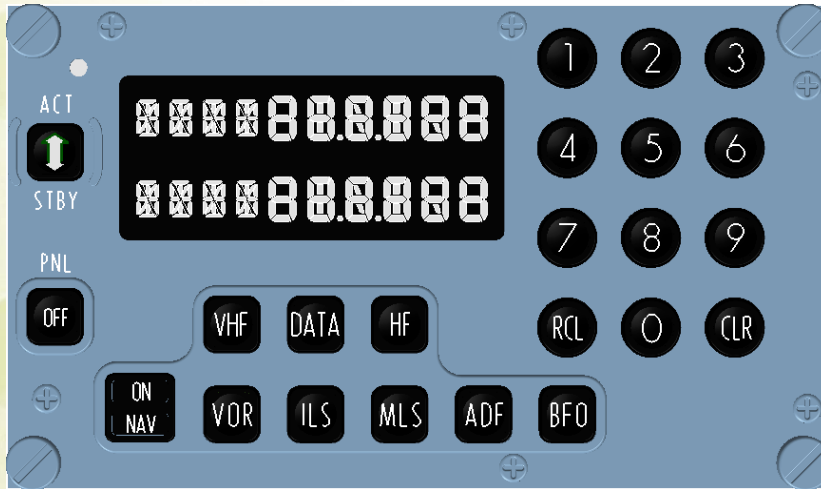 1 2 3
ACT
4 5 6
STBY
7 8 9
PNL
OFF
VHF DATA HF
RCL 0 CLR
ON
NAV
VOR ILS MLS ADF BFO